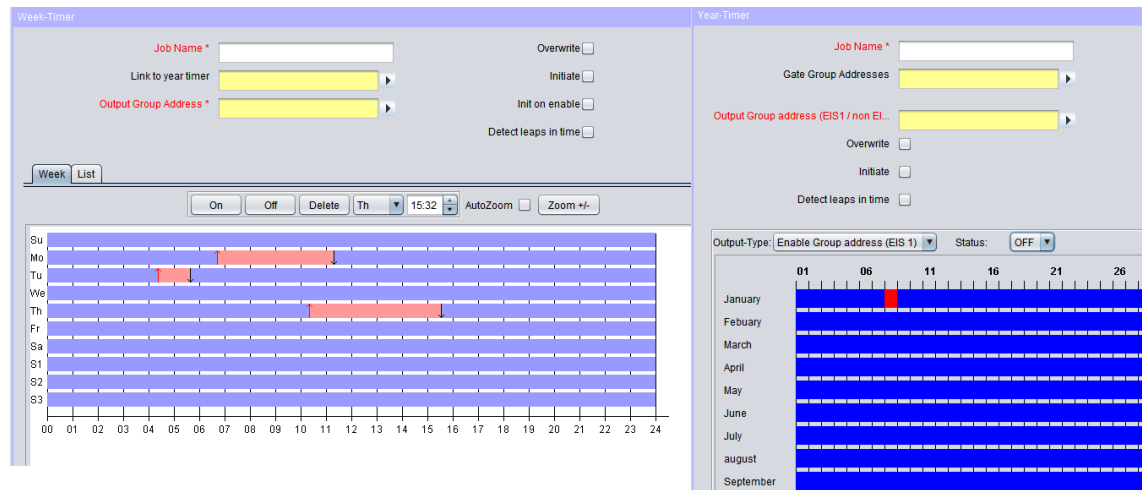 Week-Timer
Job Name *
Overwrite
Link to year timer
Initiate
Output Group Address *
Init on enable
Detect leaps in time
Week List
On Off Delete Th 15:32 AutoZoom Zoom +/-
Su
Mo
Tu
We
Th
Fr
Sa
S1
S2
S3
00 01 02 03 04 05 06 07 08 09 10 11 12 13 14 15 16 17 18 19 20 21 22 23 24
Year-Timer
Job Name *
Gate Group Addresses
Output Group address (EIS1 / non EI...
Overwrite
Initiate
Detect leaps in time
Output-Type: Enable Group address (EIS 1) Status: OFF
01 06 11 16 21 26
January
Febuary
March
April
May
June
July
august
September